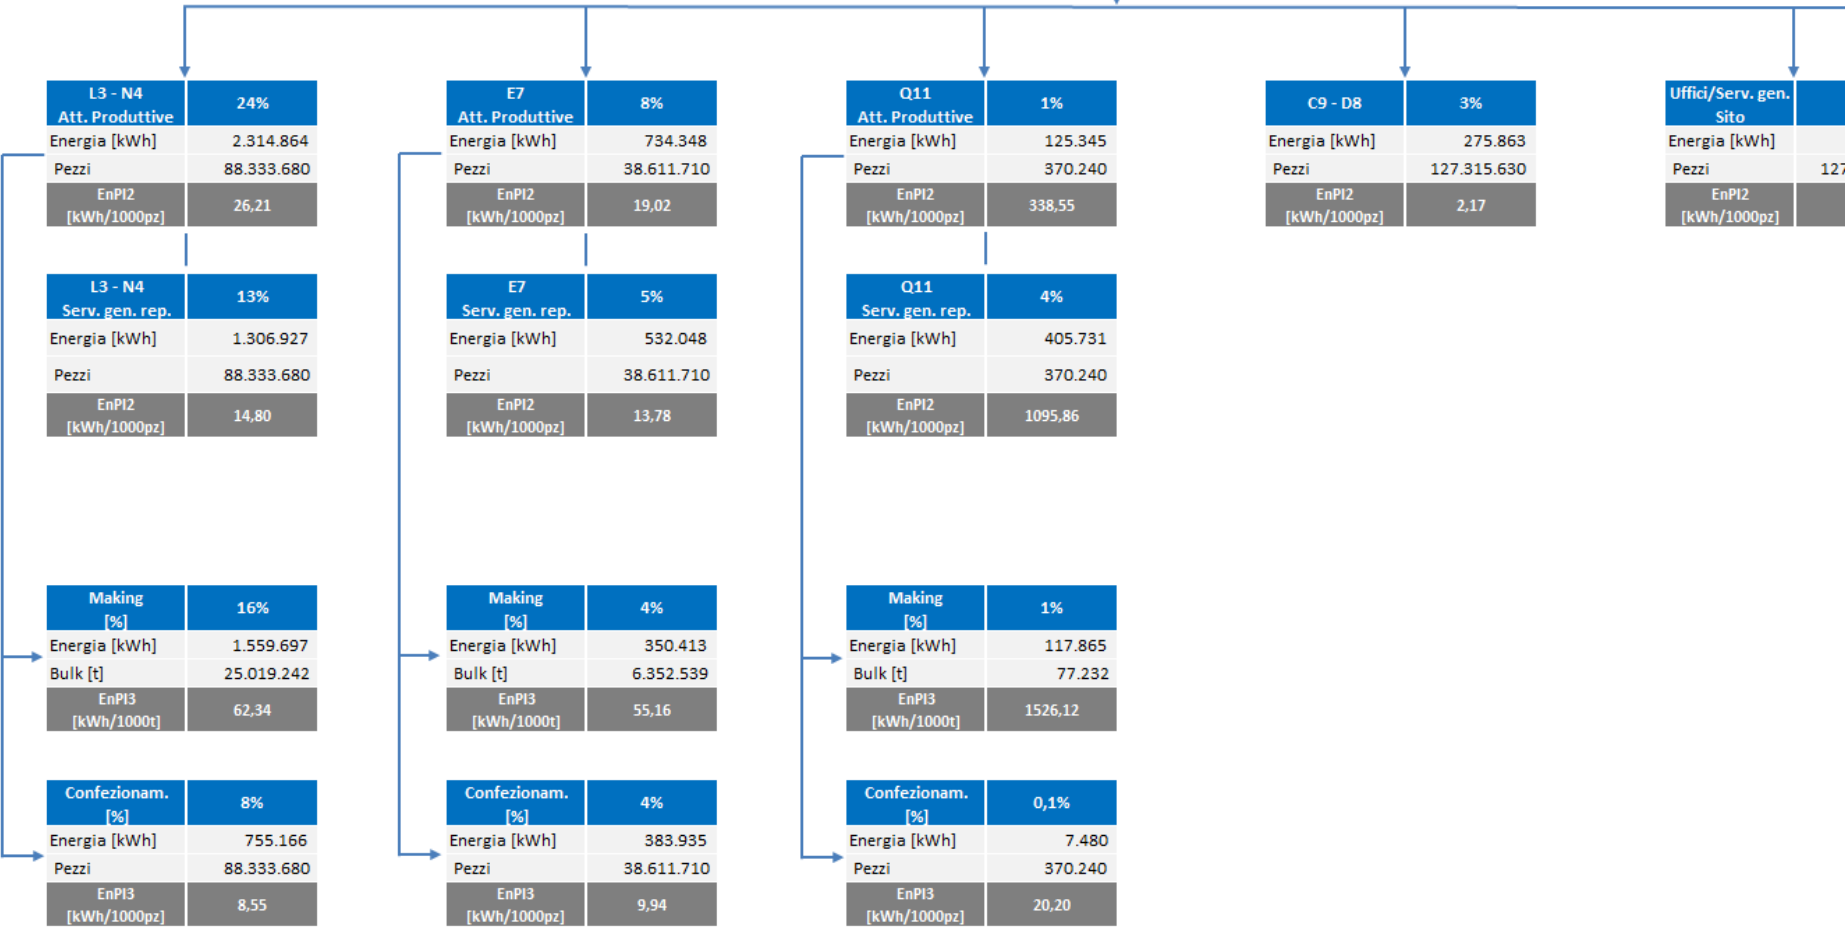 L3 - N4
Att. Produttive
24%
Energia [kWh] 2.314.864
Pezzi 88.333.680
EnPI2
[kWh/1000pz]
26,21
E7
Att. Produttive
8%
Energia [kWh] 734.348
Pezzi 38.611.710
EnPI2
[kWh/1000pz]
19,02
Q11
Att. Produttive
1%
Energia [kWh] 125.345
Pezzi 370.240
EnPI2
[kWh/1000pz]
338,55
C9 - D8 3%
Energia [kWh] 275.863
Pezzi 127.315.630
EnPI2
[kWh/1000pz]
2,17
Uffici/Serv. gen.
Sito
Energia [kWh]
Pezzi 127
EnPI2
[kWh/1000pz]
L3 - N4
Serv. gen. rep.
13%
Energia [kWh] 1.306.927
Pezzi 88.333.680
EnPI2
[kWh/1000pz]
14,80
E7
Serv. gen. rep.
5%
Energia [kWh] 532.048
Pezzi 38.611.710
EnPI2
[kWh/1000pz]
13,78
Q11
Serv. gen. rep.
4%
Energia [kWh] 405.731
Pezzi 370.240
EnPI2
[kWh/1000pz]
1095,86
Making
[%]
16%
Energia [kWh] 1.559.697
Bulk [t] 25.019.242
EnPI3
[kWh/1000t]
62,34
Making
[%]
4%
Energia [kWh] 350.413
Bulk [t] 6.352.539
EnPI3
[kWh/1000t]
55,16
Making
[%]
1%
Energia [kWh] 117.865
Bulk [t] 77.232
EnPI3
[kWh/1000t]
1526,12
Confezionam.
[%]
8%
Energia [kWh] 755.166
Pezzi 88.333.680
EnPI3
[kWh/1000pz]
8,55
Confezionam.
[%]
4%
Energia [kWh] 383.935
Pezzi 38.611.710
EnPI3
[kWh/1000pz]
9,94
Confezionam.
[%]
0,1%
Energia [kWh] 7.480
Pezzi 370.240
EnPI3
[kWh/1000pz]
20,20